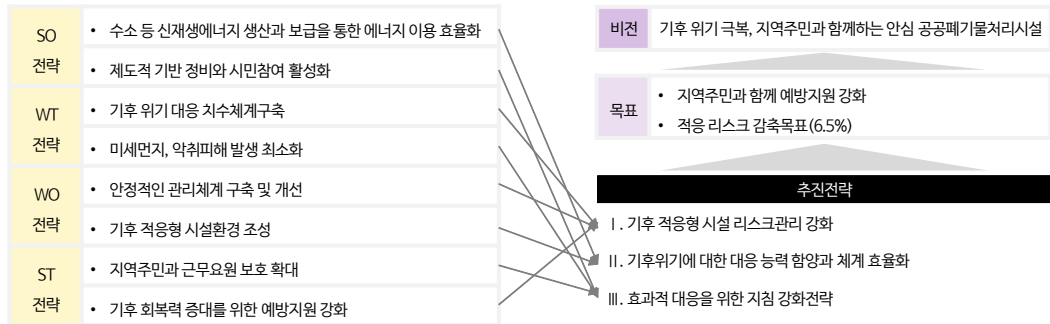 SO
전략
• 수소 등 신재생에너지 생산과 보급을 통한 에너지 이용 효율화
• 제도적 기반 정비와 시민참여 활성화
WT
전략
• 기후 위기 대응 치수체계구축
• 미세먼지, 악취피해 발생 최소화
WO
전략
• 안정적인 관리체계 구축 및 개선
• 기후 적응형 시설환경 조성
ST
전략
• 지역주민과 근무요원 보호 확대
• 기후 회복력 증대를 위한 예방지원 강화
비전
기후 위기 극복, 지역주민과 함께하는 안심 공공폐기물처리시설
목표
• 지역주민과 함께 예방지원 강화
• 적응 리스크 감축목표(6.5%)
추진전략
Ⅰ. 기후 적응형 시설 리스크관리 강화
Ⅱ. 기후위기에 대한 대응 능력 함양과 체계 효율화
Ⅲ. 효과적 대응을 위한 지침 강화전략